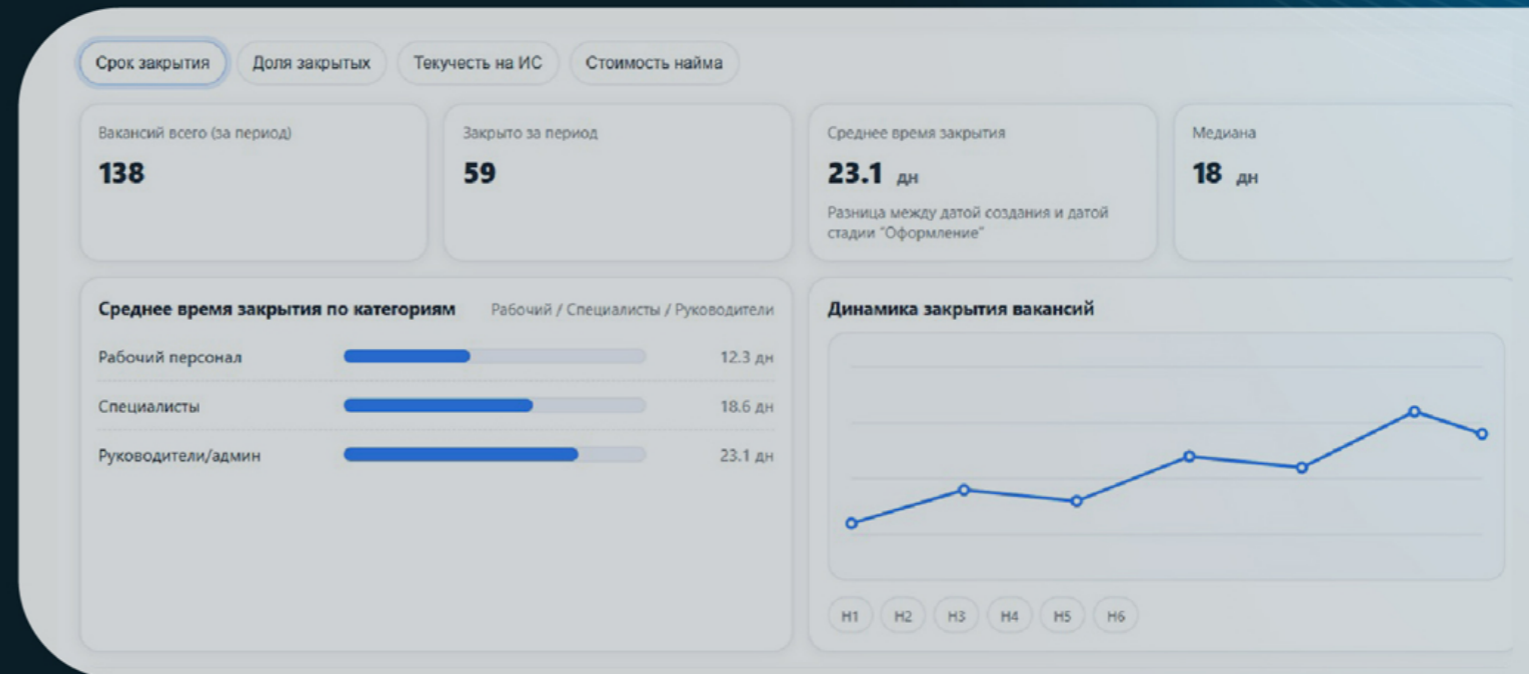 Срок закрытия
Доля закрытых
Текучесть на ИС
Стоимость найма
Вакансий всего (за период)
138
Закрыто за период
59
Среднее время закрытия
23.1 дн
Разница между датой создания и датой
стадии "Оформление"
Медиана
18 дн
Среднее время закрытия по категориям
Рабочий / Специалисты / Руководители
Рабочий персонал
12.3 дн
Специалисты
18.6 дн
Руководители/админ
23.1 дн
Динамика закрытия вакансий
Н1
Н2
Н3
Н4
Н5
Н6